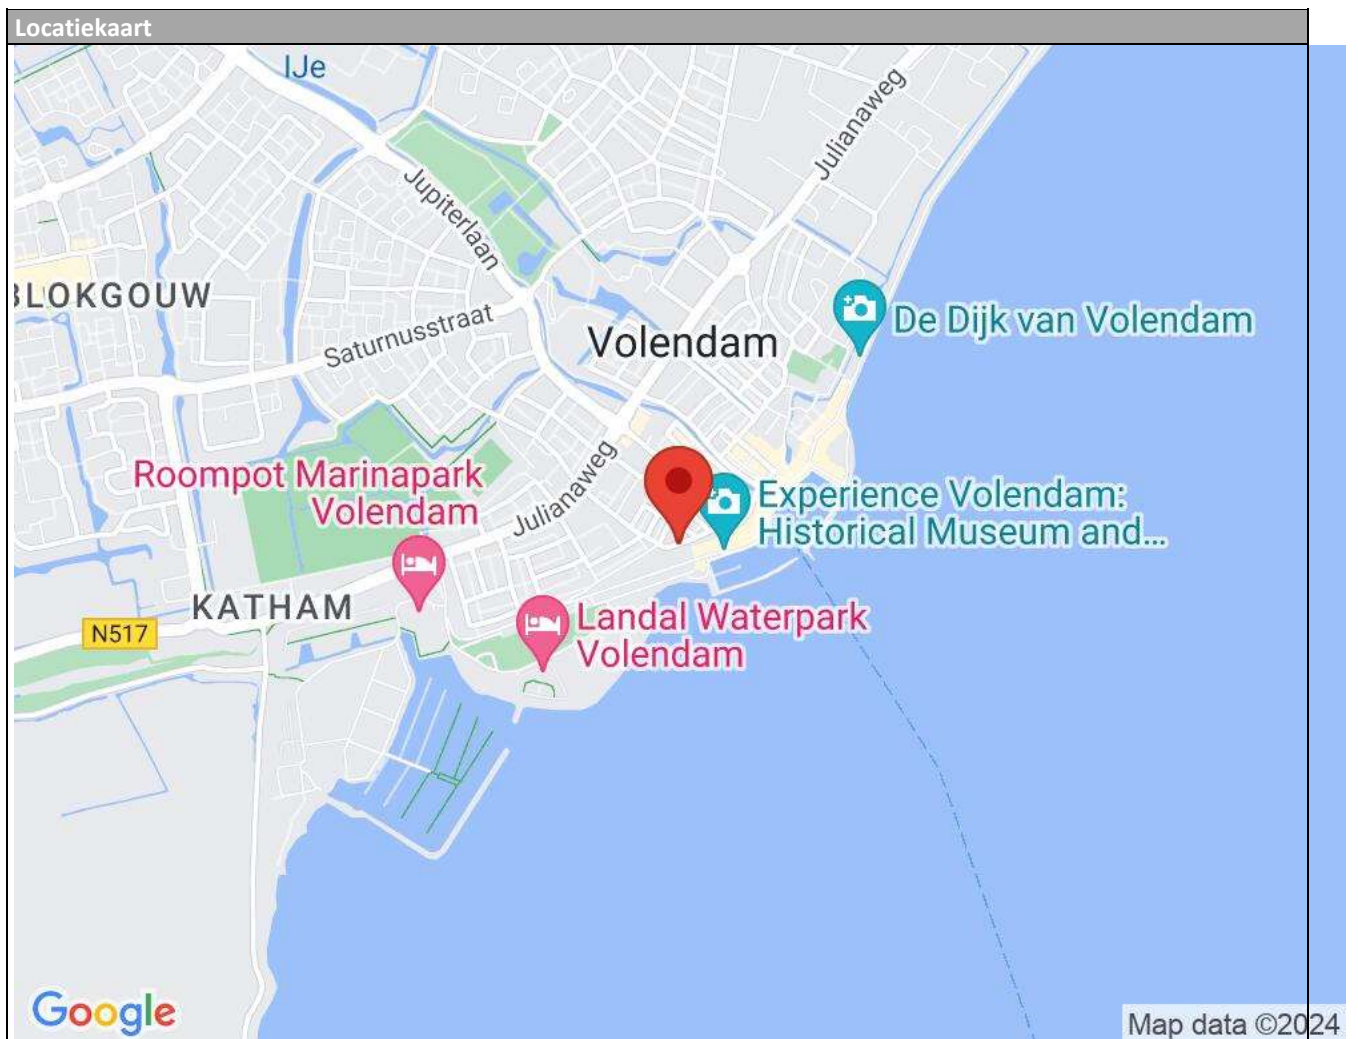 Locatiekaart
IJe
Julianaweg
Jupiterlaan
BLOKGOUW
Saturnusstraat
Volendam
De Dijk van Volendam
Roompot Marinapark
Volendam
Julianaweg
Experience Volendam:
Historical Museum and...
KATHAM
N517
Landal Waterpark
Volendam
Google
Map data ©2024